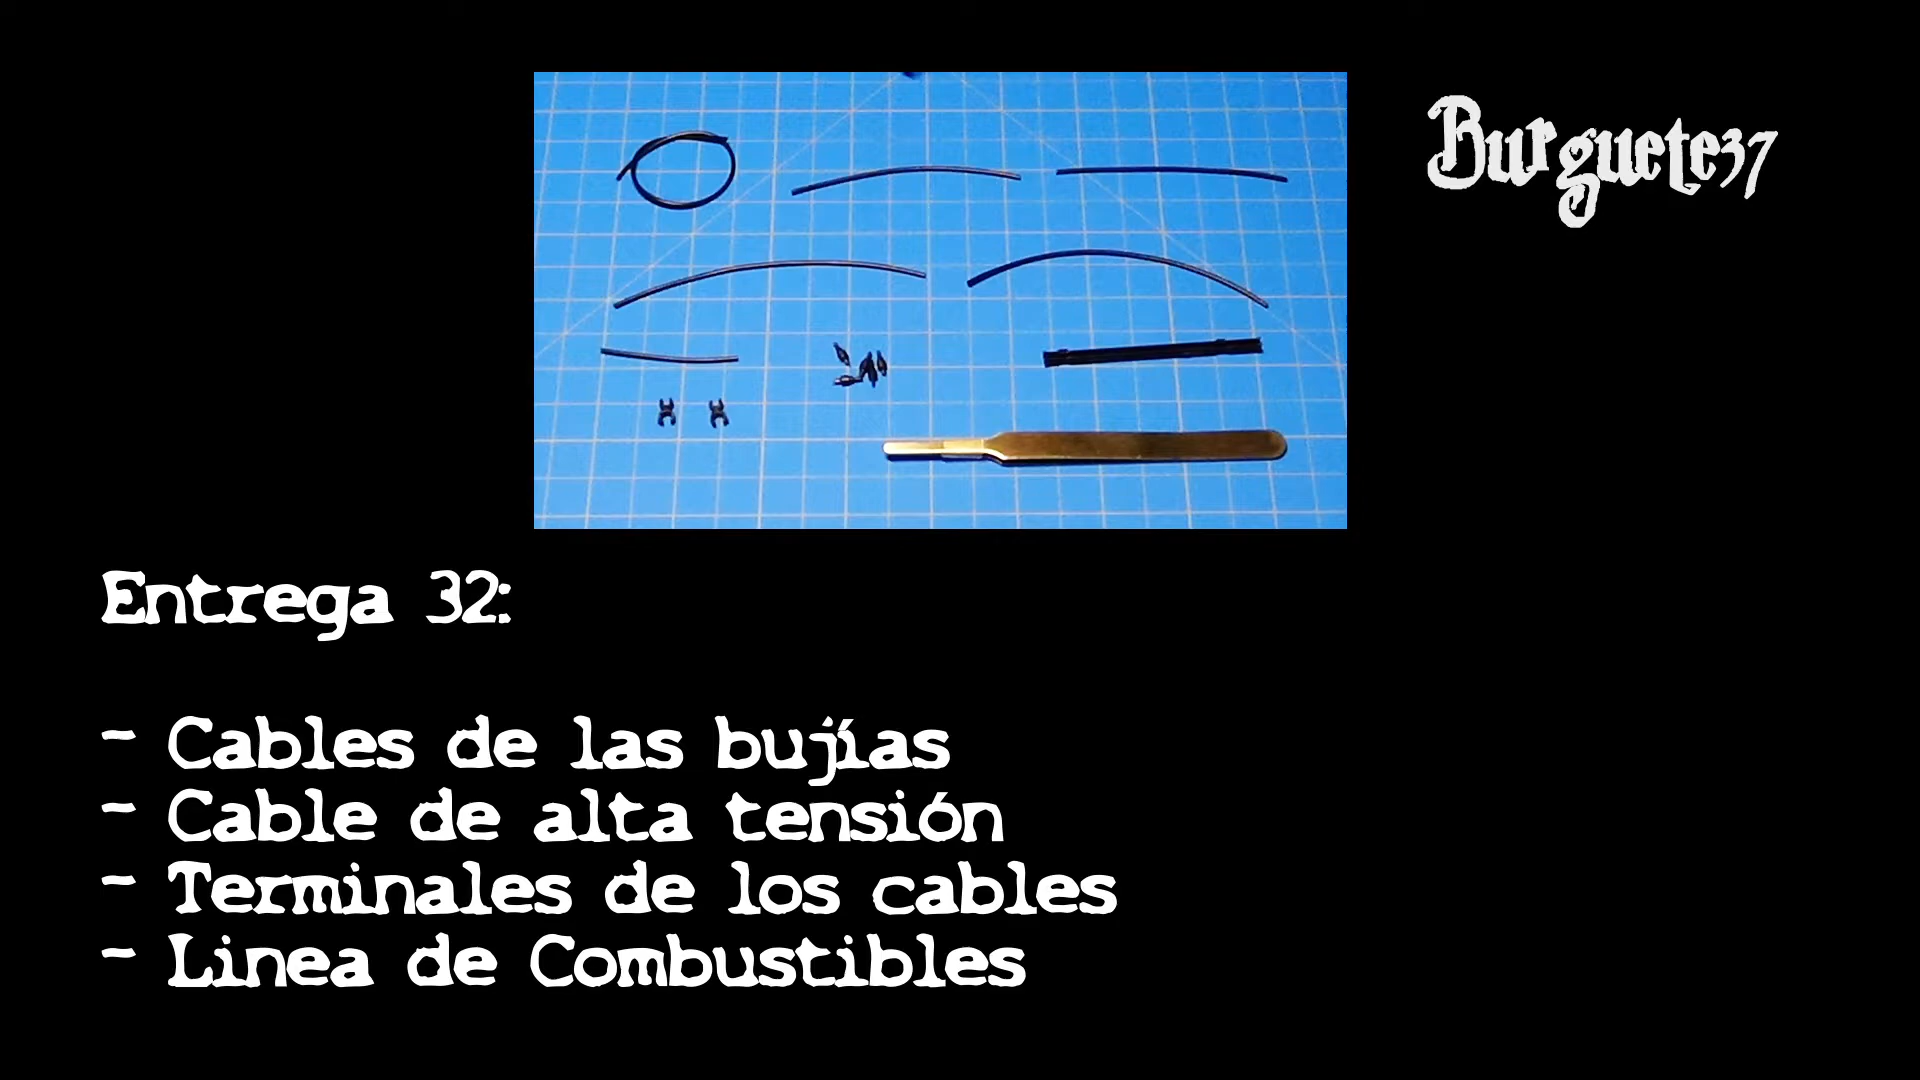 Burguete37
Entrega 32:
- Cables de las bujías
- Cable de alta tensión
- Terminales de los cables
- Linea de Combustibles